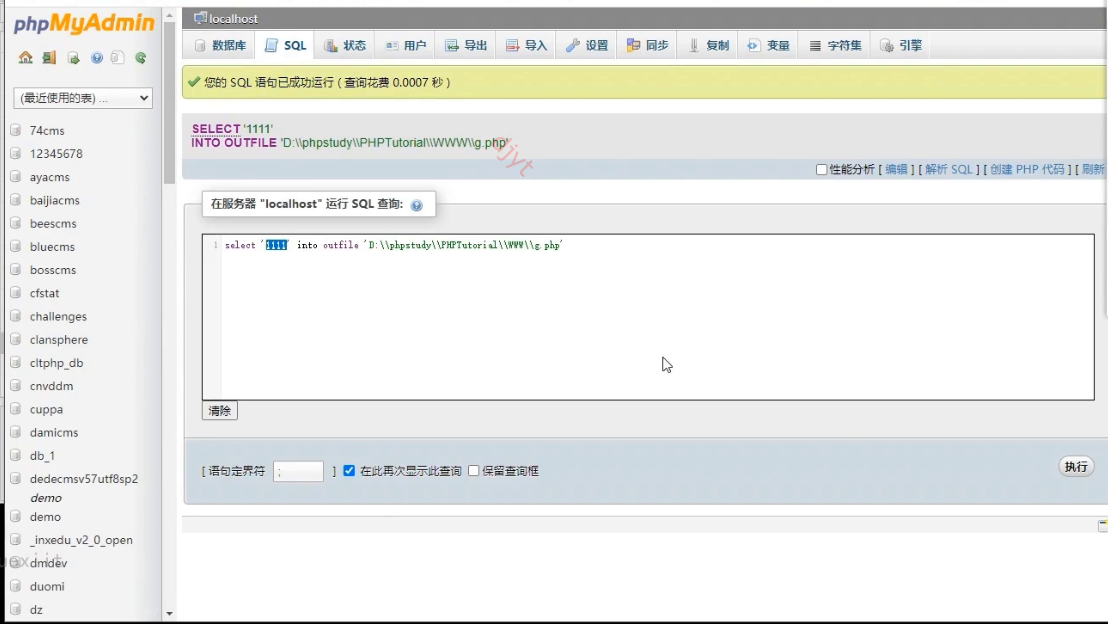 phpMyAdmin
(最近使用的表) ...
74cms
12345678
ayacms
baijiacms
beescms
bluecms
bosscms
cfstat
challenges
clansphere
cltphp_db
cnvddm
cuppa
damicms
db_1
dedecmsv57utf8sp2
demo
demo
_inxedu_v2_0_open
dmdev
duomi
dz
localhost
数据库
SQL
状态
用户
导出
导入
设置
同步
复制
变量
字符集
引擎
您的 SQL 语句已成功运行 ( 查询花费 0.0007 秒 )
SELECT '1111'
INTO OUTFILE 'D:\\phpstudy\\PHPTutorial\\WWW\\g.php'
性能分析 [ 编辑 ] [ 解析 SQL ] [ 创建 PHP 代码 ] [ 刷新
在服务器 "localhost" 运行 SQL 查询:
1 select '1111' into outfile 'D:\\phpstudy\\PHPTutorial\\WWW\\g.php'
清除
[ 语句定界符 ; ] 在此再次显示此查询 保留查询框
执行